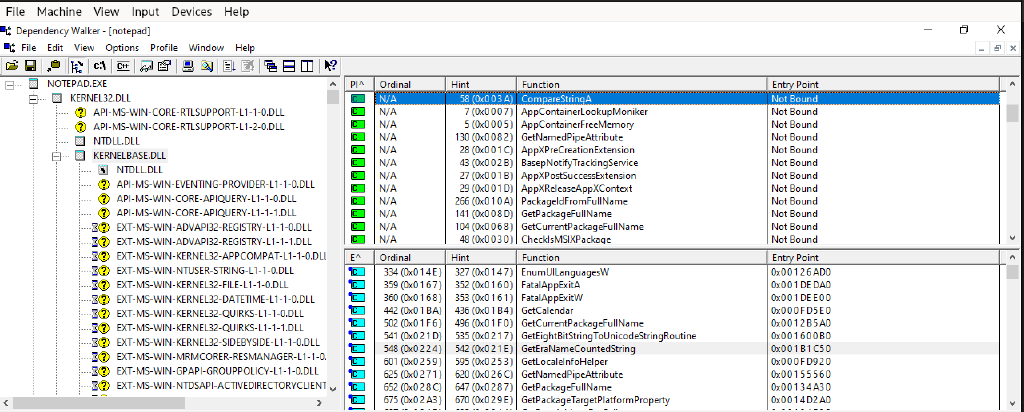 File Machine View Input Devices Help
Dependency Walker - [notepad]
File Edit View Options Profile Window Help
NOTEPAD.EXE
KERNEL32.DLL
API-MS-WIN-CORE-RTLSUPPORT-L1-1-0.DLL
API-MS-WIN-CORE-RTLSUPPORT-L1-2-0.DLL
NTDLL.DLL
KERNELBASE.DLL
NTDLL.DLL
API-MS-WIN-EVENTING-PROVIDER-L1-1-0.DLL
API-MS-WIN-CORE-APIQUERY-L1-1-0.DLL
API-MS-WIN-CORE-APIQUERY-L1-1-1.DLL
EXT-MS-WIN-ADVAPI32-REGISTRY-L1-1-0.DLL
EXT-MS-WIN-ADVAPI32-REGISTRY-L1-1-1.DLL
EXT-MS-WIN-KERNEL32-APPCOMPAT-L1-1-0.DLL
EXT-MS-WIN-NTUSER-STRING-L1-1-0.DLL
EXT-MS-WIN-KERNEL32-FILE-L1-1-0.DLL
EXT-MS-WIN-KERNEL32-DATETIME-L1-1-0.DLL
EXT-MS-WIN-KERNEL32-QUIRKS-L1-1-0.DLL
EXT-MS-WIN-KERNEL32-QUIRKS-L1-1-1.DLL
EXT-MS-WIN-KERNEL32-SIDEBYSIDE-L1-1-0.DLL
EXT-MS-WIN-MRMCORER-RESMANAGER-L1-1-0.
EXT-MS-WIN-GPAPI-GROUPPOLICY-L1-1-0.DLL
EXT-MS-WIN-NTDSAPI-ACTIVEDIRECTORYCLIENT
PI^ Ordinal Hint Function Entry Point
N/A 58 (0x003A) CompareStringA Not Bound
N/A 7 (0x0007) AppContainerLookupMoniker Not Bound
N/A 5 (0x0005) AppContainerFreeMemory Not Bound
N/A 130 (0x0082) GetNamedPipeAttribute Not Bound
N/A 28 (0x001C) AppXPreCreationExtension Not Bound
N/A 43 (0x002B) BasepNotifyTrackingService Not Bound
N/A 27 (0x001B) AppXPostSuccessExtension Not Bound
N/A 29 (0x001D) AppXReleaseAppXContext Not Bound
N/A 266 (0x010A) PackageIdFromFullName Not Bound
N/A 141 (0x008D) GetPackageFullName Not Bound
N/A 104 (0x0068) GetCurrentPackageFullName Not Bound
N/A 48 (0x0030) CheckIsMSIXPackage Not Bound
E^ Ordinal Hint Function Entry Point
334 (0x014E) 327 (0x0147) EnumUILanguagesW 0x00126AD0
359 (0x0167) 352 (0x0160) FatalAppExitA 0x001DEDA0
360 (0x0168) 353 (0x0161) FatalAppExitW 0x001DEE00
442 (0x01BA) 436 (0x01B4) GetCalendar 0x000FD5E0
502 (0x01F6) 496 (0x01F0) GetCurrentPackageFullName 0x0012B5A0
541 (0x021D) 535 (0x0217) GetEightBitStringToUnicodeStringRoutine 0x001600B0
548 (0x0224) 542 (0x021E) GetEraNameCountedString 0x001B1C50
601 (0x0259) 595 (0x0253) GetLocaleInfoHelper 0x000FD920
625 (0x0271) 620 (0x026C) GetNamedPipeAttribute 0x00155560
652 (0x028C) 647 (0x0287) GetPackageFullName 0x00134A30
675 (0x02A3) 670 (0x029E) GetPackageTargetPlatformProperty 0x0014D2A0